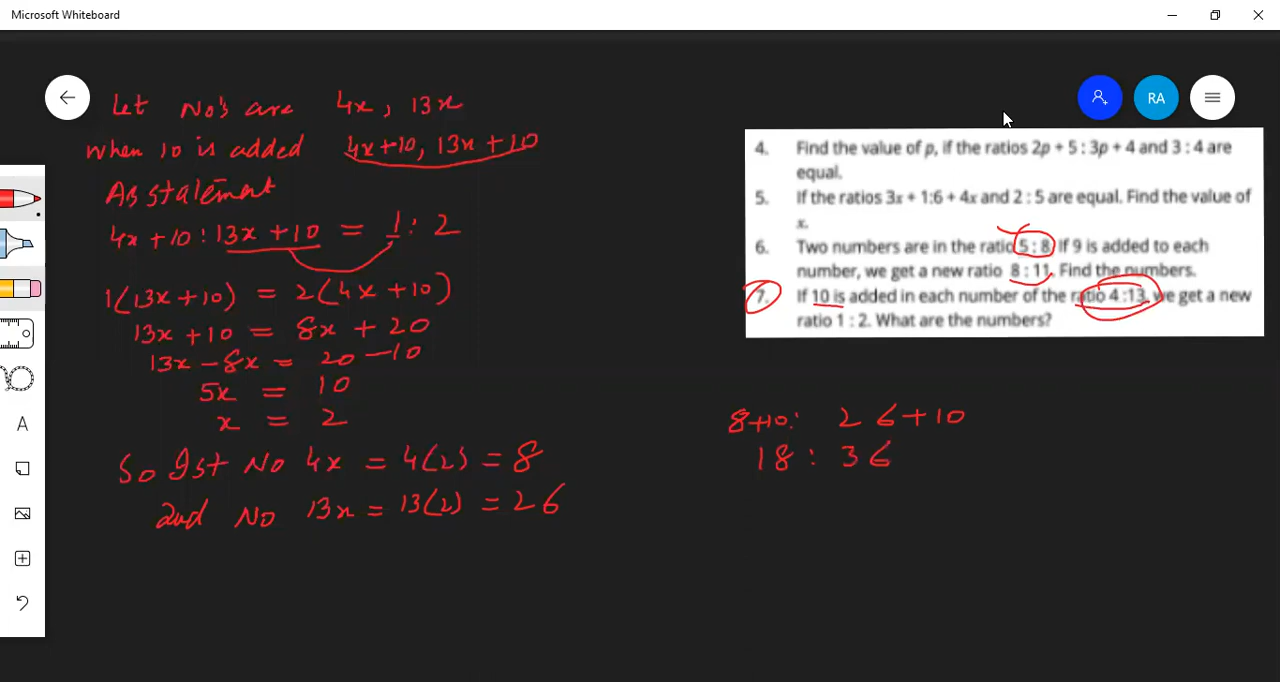 Microsoft Whiteboard
Let No's are 4x, 13x
when 10 is added 4x+10, 13x+10
As statement
4x+10 : 13x+10 = 1 : 2
1(13x+10) = 2(4x+10)
13x+10 = 8x + 20
13x - 8x = 20 - 10
5x = 10
x = 2
So Ist No 4x = 4(2) = 8
2nd No 13x = 13(2) = 26
RA
4. Find the value of p, if the ratios 2p + 5 : 3p + 4 and 3 : 4 are
equal.
5. If the ratios 3x + 1:6 + 4x and 2 : 5 are equal. Find the value of
x.
6. Two numbers are in the ratio 5 : 8. If 9 is added to each
number, we get a new ratio 8 : 11. Find the numbers.
7. If 10 is added in each number of the ratio 4 :13, we get a new
ratio 1 : 2. What are the numbers?
8+10: 26+10
18 : 36
A